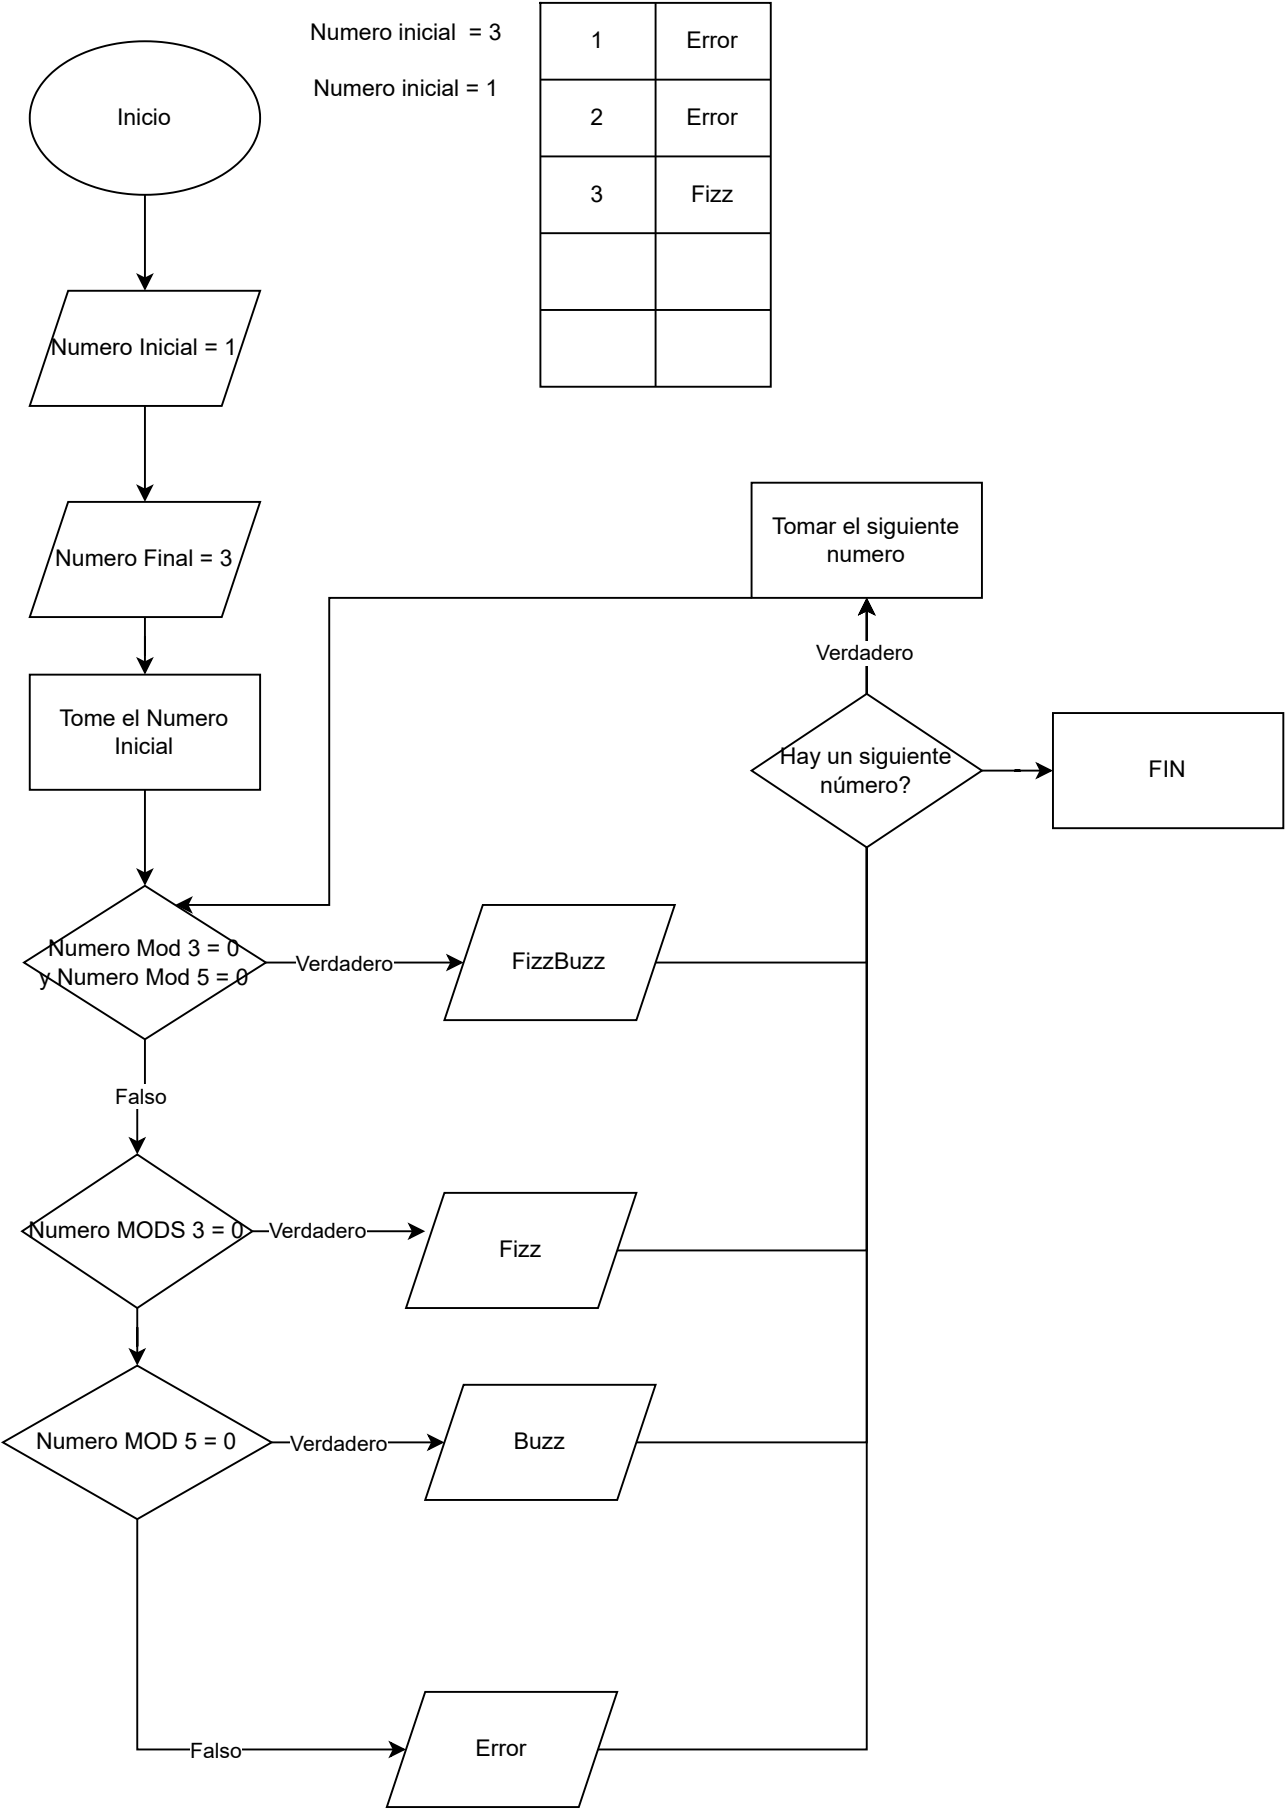 Numero inicial  = 3
Numero inicial = 1
1 Error
2 Error
3 Fizz
Inicio
Numero Inicial = 1
Numero Final = 3
Tome el Numero
Inicial
Tomar el siguiente
numero
Verdadero
Hay un siguiente
número?
FIN
Numero Mod 3 = 0
y Numero Mod 5 = 0
Verdadero
FizzBuzz
Falso
Numero MODS 3 = 0
Verdadero
Fizz
Numero MOD 5 = 0
Verdadero
Buzz
Falso
Error